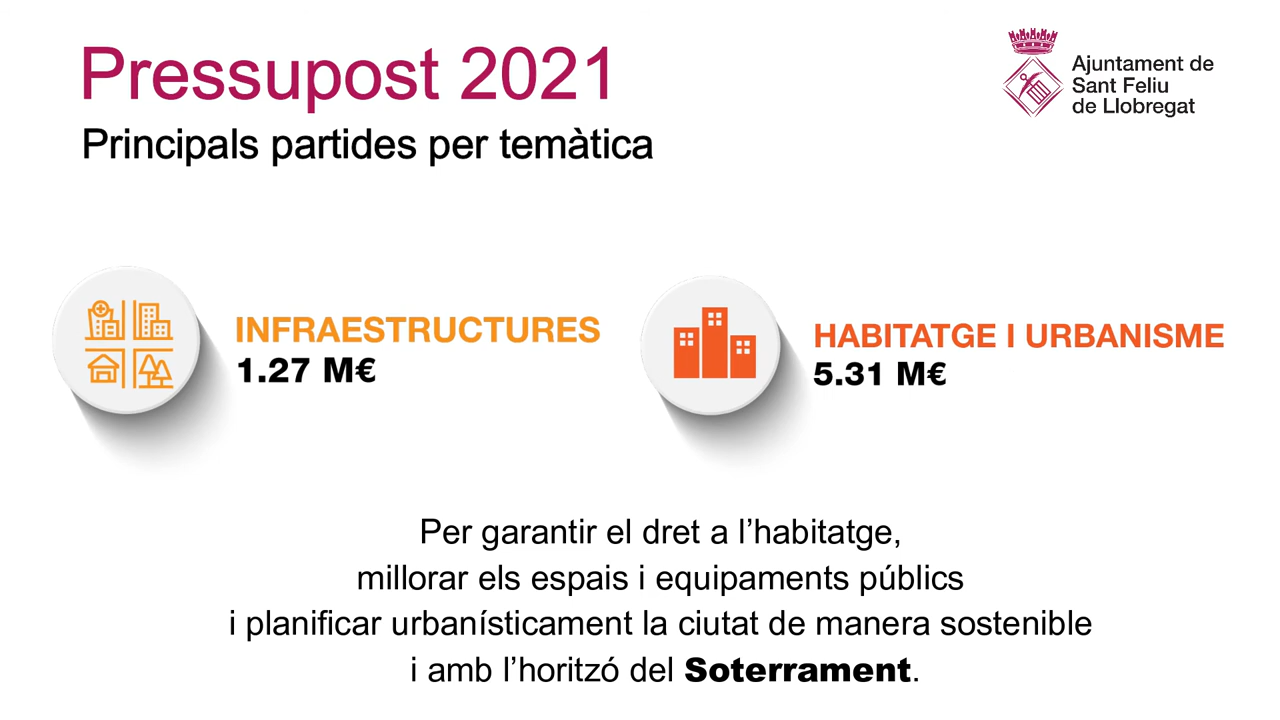 Pressupost 2021
Principals partides per temàtica
Ajuntament de
Sant Feliu
de Llobregat
INFRAESTRUCTURES
1.27 M€
HABITATGE I URBANISME
5.31 M€
Per garantir el dret a l’habitatge,
millorar els espais i equipaments públics
i planificar urbanísticament la ciutat de manera sostenible
i amb l’horitzó del Soterrament.